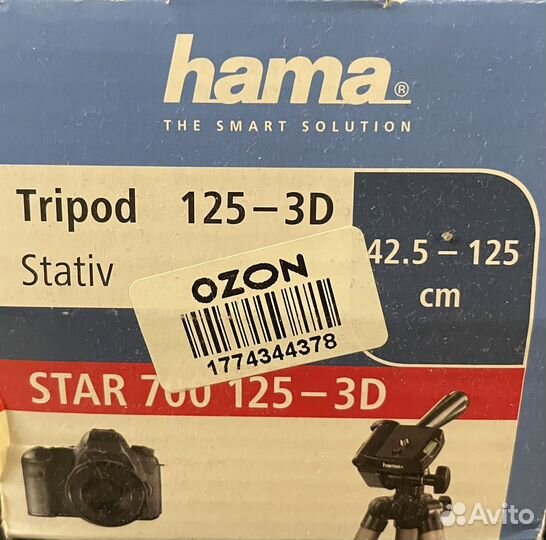 hama®
THE SMART SOLUTION
Tripod 125–3D
Stativ
42.5 – 125
cm
OZON
1774344378
STAR 700 125–3D
hama
Avito